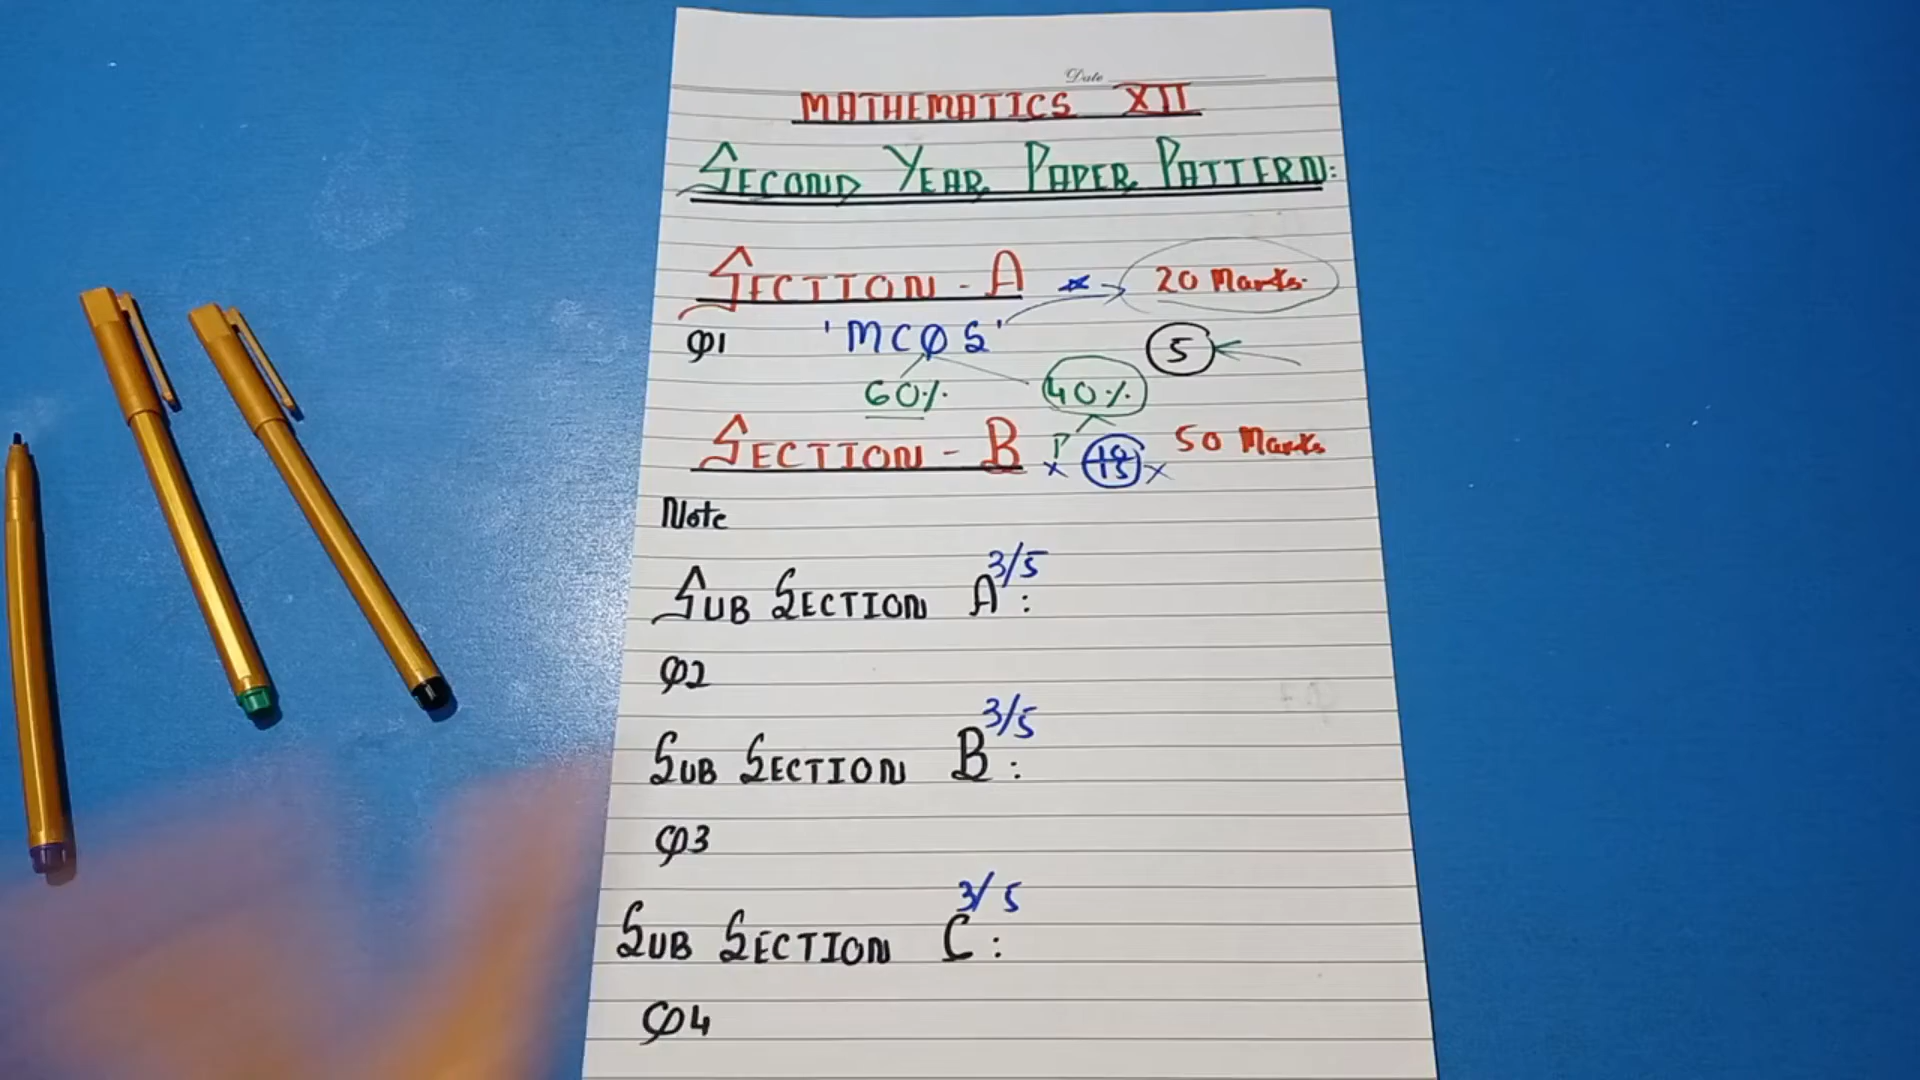 Date
MATHEMATICS XII
SECOND YEAR PAPER PATTERN:
SECTION - A 20 Marks
Q1 'MCQS' 5
60% 40%
SECTION - B 50 Marks
Note
3/5
SUB SECTION A:
Q2
3/5
SUB SECTION B:
Q3
3/5
SUB SECTION C:
Q4